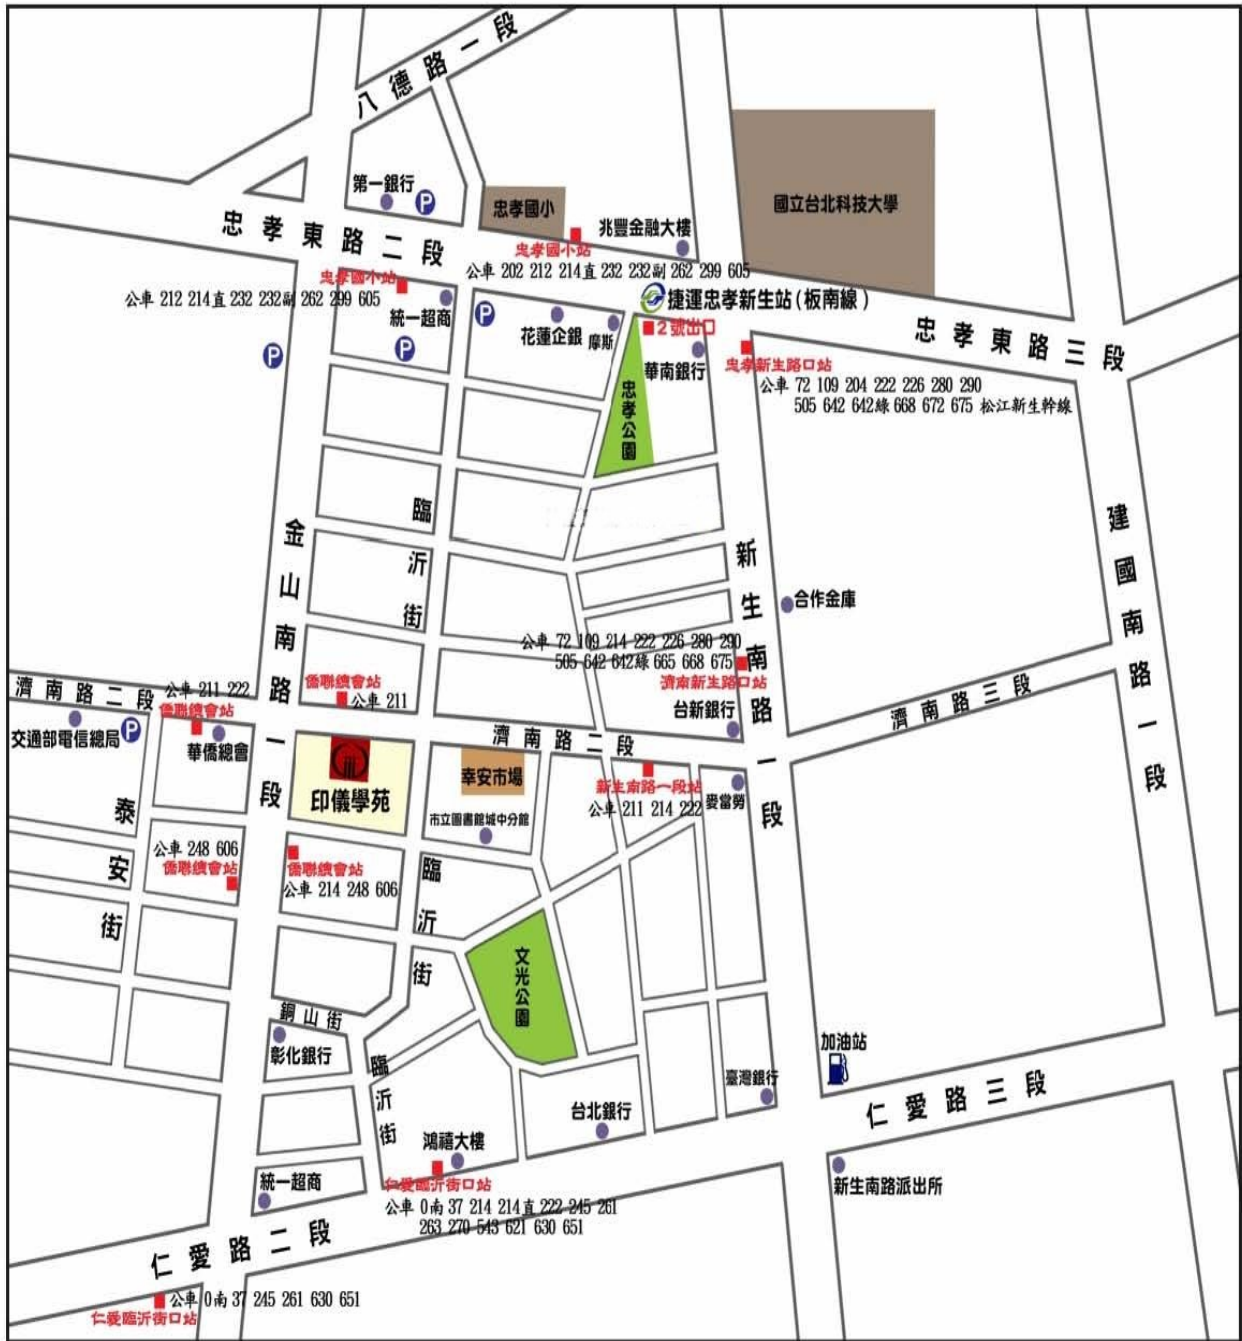 八德路一段
第一銀行
P
忠孝國小
兆豐金融大樓
國立台北科技大學
忠孝國小站
忠孝東路二段
公車 202 212 214直 232 232副 262 299 605
忠孝國小站
公車 212 214直 232 232副 262 299 605
統一超商
P
P
P
花蓮企銀
摩斯
捷運忠孝新生站(板南線)
2號出口
華南銀行
忠孝公園
忠孝東路三段
忠孝新生路口站
公車 72 109 204 222 226 280 290
505 642 642綠 668 672 675 松江新生幹線
金山南路一段
臨沂街
新生南路一段
建國南路一段
合作金庫
公車 72 109 214 222 226 280 290
505 642 642綠 665 668 675
濟南新生路口站
台新銀行
濟南路三段
濟南路二段
公車 211 222
僑聯總會站
華僑總會
交通部電信總局
P
僑聯總會站
公車 211
濟南路二段
印儀學苑
幸安市場
市立圖書館城中分館
新生南路一段站
公車 211 214 222
麥當勞
泰安街
公車 248 606
僑聯總會站
僑聯總會站
公車 214 248 606
臨沂街
文光公園
銅山街
彰化銀行
臨沂街
加油站
臺灣銀行
台北銀行
仁愛路三段
鴻禧大樓
統一超商
仁愛臨沂街口站
公車 0南 37 214 214直 222 245 261
263 270 543 621 630 651
新生南路派出所
仁愛路二段
公車 0南 37 245 261 630 651
仁愛臨沂街口站